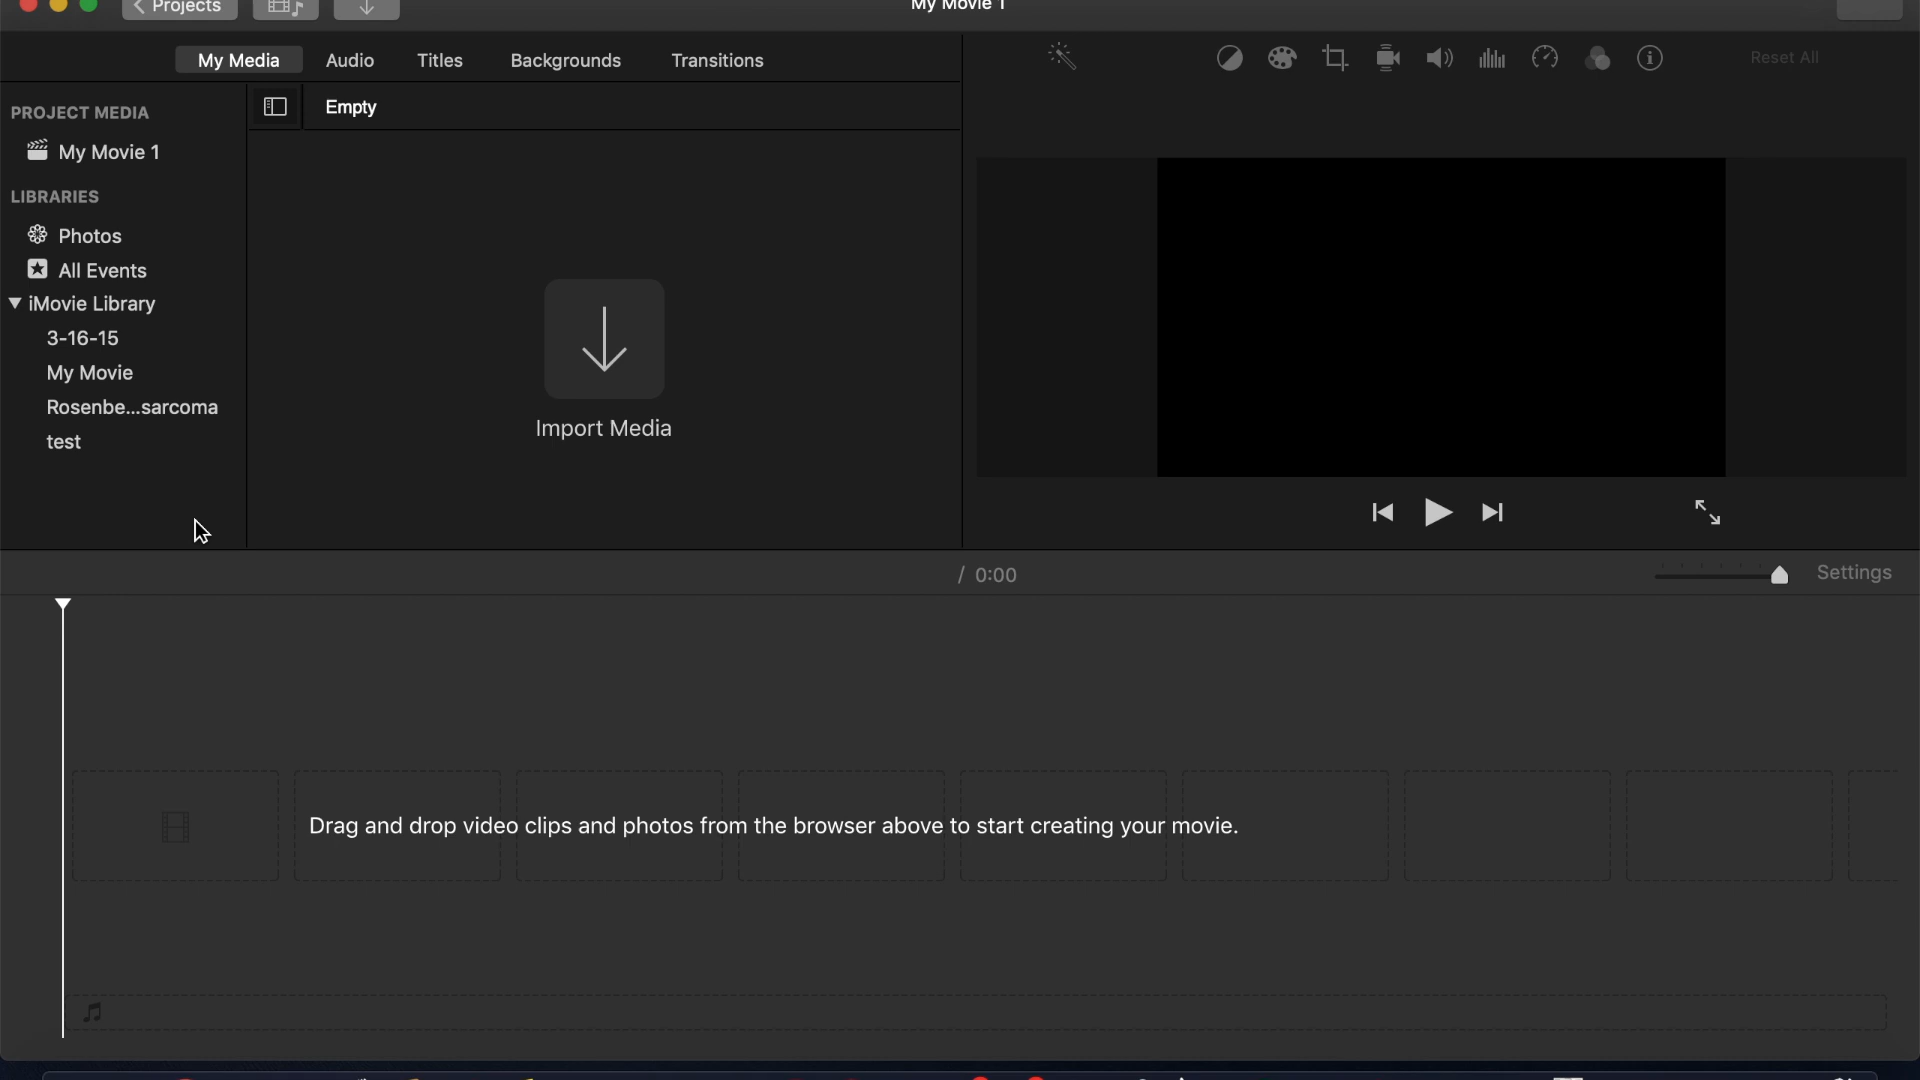 Projects
My Movie 1
My Media Audio Titles Backgrounds Transitions
Reset All
PROJECT MEDIA
My Movie 1
LIBRARIES
Photos
All Events
iMovie Library
3-16-15
My Movie
Rosenbe...sarcoma
test
Empty
Import Media
/ 0:00
Settings
Drag and drop video clips and photos from the browser above to start creating your movie.